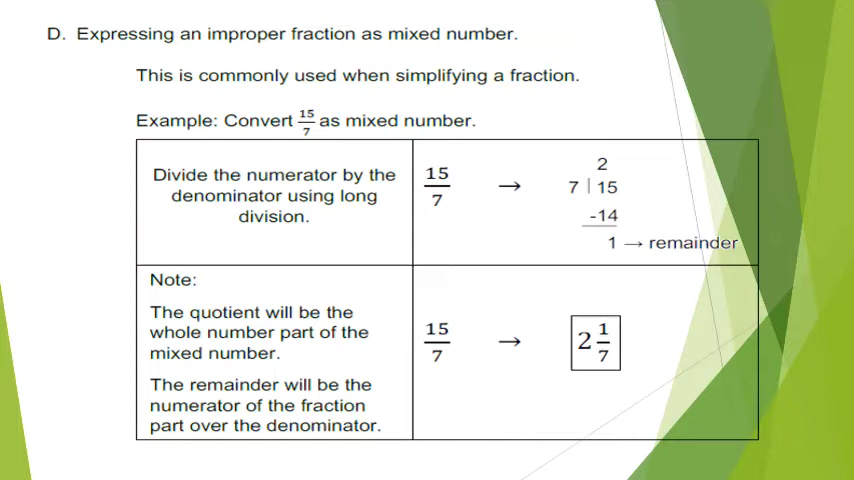 D. Expressing an improper fraction as mixed number.
This is commonly used when simplifying a fraction.
Example: Convert 15/7 as mixed number.
Divide the numerator by the
denominator using long
division.
15/7 →
2
7 | 15
-14
1 → remainder
Note:
The quotient will be the
whole number part of the
mixed number.
The remainder will be the
numerator of the fraction
part over the denominator.
15/7 → 2 1/7